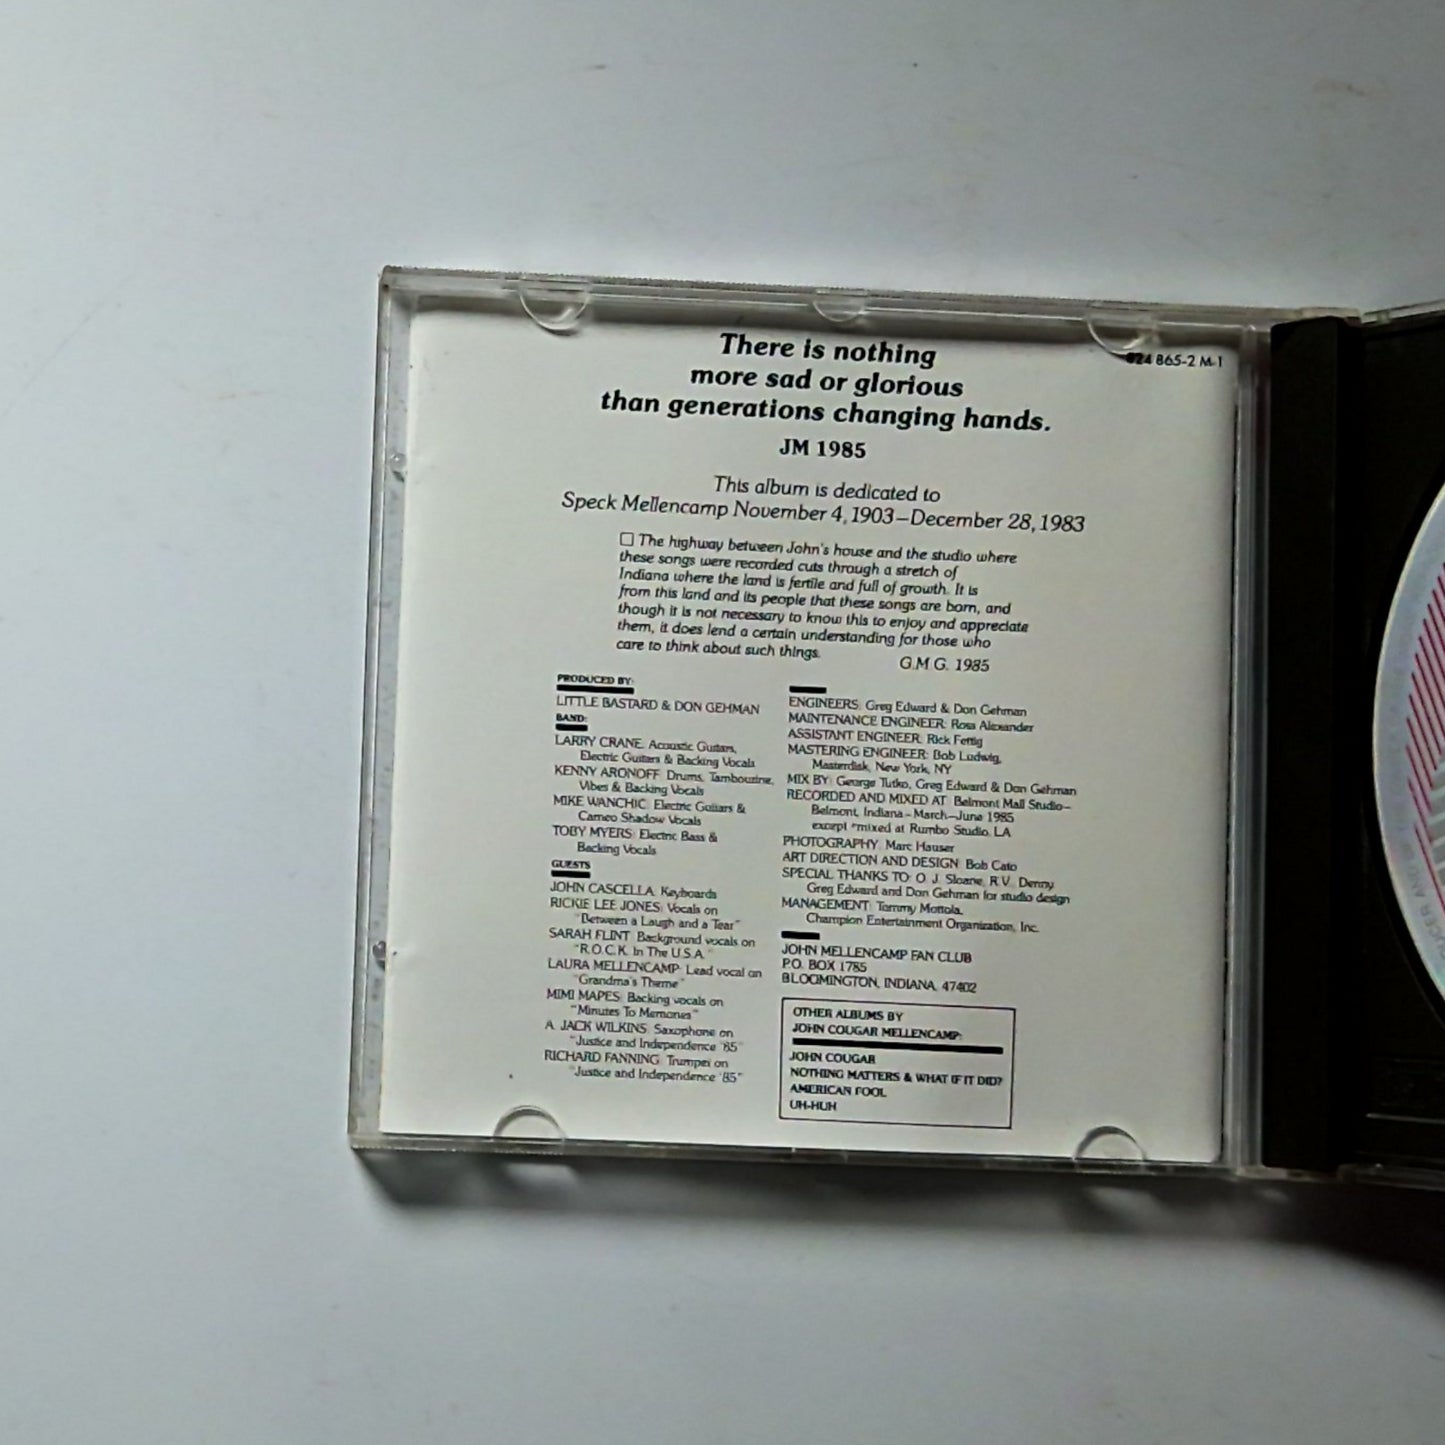 There is nothing
more sad or glorious
than generations changing hands.
JM 1985
824 865-2 M-1
This album is dedicated to
Speck Mellencamp November 4, 1903–December 28, 1983
☐ The highway between John's house and the studio where
these songs were recorded cuts through a stretch of
Indiana where the land is fertile and full of growth. It is
from this land and its people that these songs are born, and
though it is not necessary to know this to enjoy and appreciate
them, it does lend a certain understanding for those who
care to think about such things.
G.M.G. 1985
PRODUCED BY:
LITTLE BASTARD & DON GEHMAN
BAND:
LARRY CRANE: Acoustic Guitars,
Electric Guitars & Backing Vocals
KENNY ARONOFF: Drums, Tambourine,
Vibes & Backing Vocals
MIKE WANCHIC: Electric Guitars &
Cameo Shadow Vocals
TOBY MYERS: Electric Bass &
Backing Vocals
GUESTS
JOHN CASCELLA: Keyboards
RICKIE LEE JONES: Vocals on
"Between a Laugh and a Tear"
SARAH FLINT: Background vocals on
"R.O.C.K. In The U.S.A."
LAURA MELLENCAMP: Lead vocal on
"Grandma's Theme"
MIMI MAPES: Backing vocals on
"Minutes To Memories"
A. JACK WILKINS: Saxophone on
"Justice and Independence '85"
RICHARD FANNING: Trumpet on
"Justice and Independence '85"
ENGINEERS: Greg Edward & Don Gehman
MAINTENANCE ENGINEER: Ross Alexander
ASSISTANT ENGINEER: Rick Fettig
MASTERING ENGINEER: Bob Ludwig,
Masterdisk, New York, NY
MIX BY: George Tutko, Greg Edward & Don Gehman
RECORDED AND MIXED AT: Belmont Mall Studio–
Belmont, Indiana–March–June 1985
except *mixed at Rumbo Studio, LA
PHOTOGRAPHY: Marc Hauser
ART DIRECTION AND DESIGN: Bob Cato
SPECIAL THANKS TO: O. J. Sloane, R.V. Denny
Greg Edward and Don Gehman for studio design
MANAGEMENT: Tommy Mottola,
Champion Entertainment Organization, Inc.
JOHN MELLENCAMP FAN CLUB
P.O. BOX 1785
BLOOMINGTON, INDIANA, 47402
OTHER ALBUMS BY
JOHN COUGAR MELLENCAMP:
JOHN COUGAR
NOTHING MATTERS & WHAT IF IT DID?
AMERICAN FOOL
UH-HUH